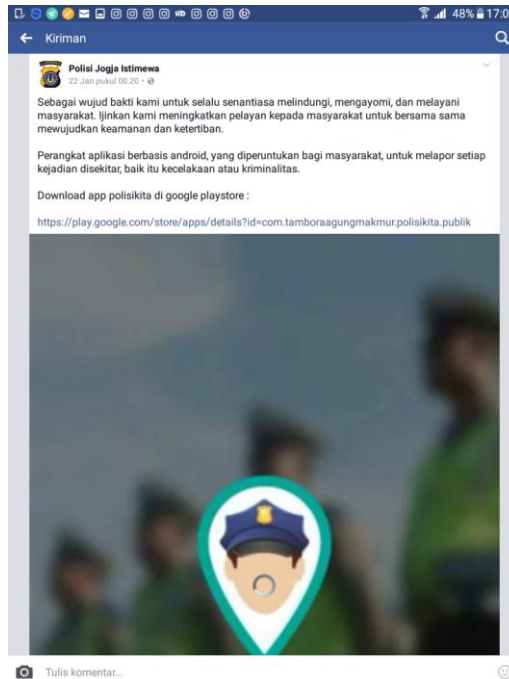 48% 17:0
Kiriman
Polisi Jogja Istimewa
22 Jan pukul 00.20 •
Sebagai wujud bakti kami untuk selalu senantiasa melindungi, mengayomi, dan melayani
masyarakat. Ijinkan kami meningkatkan pelayan kepada masyarakat untuk bersama sama
mewujudkan keamanan dan ketertiban.
Perangkat aplikasi berbasis android, yang diperuntukan bagi masyarakat, untuk melapor setiap
kejadian disekitar, baik itu kecelakaan atau kriminalitas.
Download app polisikita di google playstore :
https://play.google.com/store/apps/details?id=com.tamboraagungmakmur.polisikita.publik
Tulis komentar...